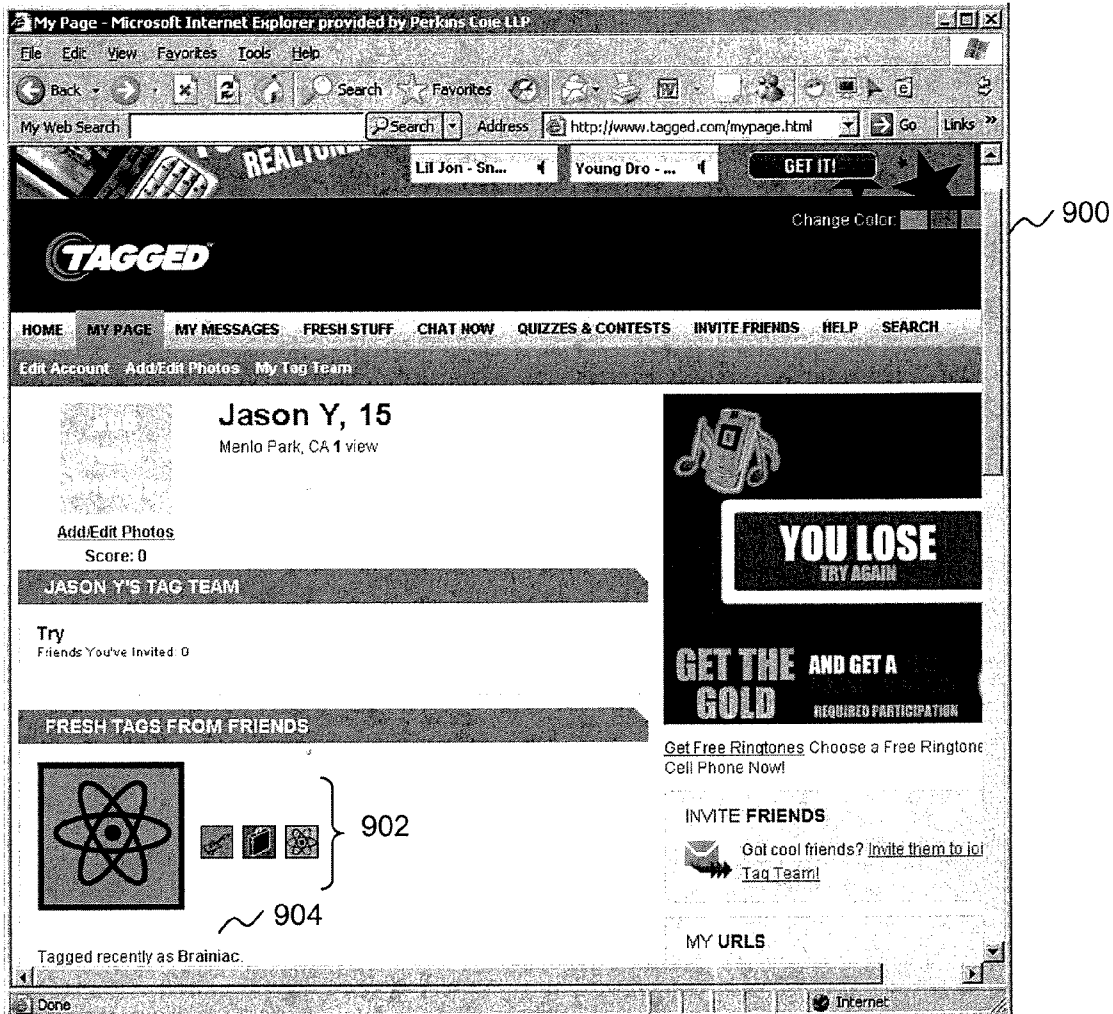 My Page - Microsoft Internet Explorer provided by Perkins Coie LLP
File Edit View Favorites Tools Help
Back Search Favorites
My Web Search Search Address http://www.tagged.com/mypage.html Go Links »
Lil Jon - Sn... Young Dro - ... GET IT!
900
Change Color:
TAGGED
HOME MY PAGE MY MESSAGES FRESH STUFF CHAT NOW QUIZZES & CONTESTS INVITE FRIENDS HELP SEARCH
Edit Account Add/Edit Photos My Tag Team
Jason Y, 15
Menlo Park, CA 1 view
Add/Edit Photos
Score: 0
YOU LOSE
TRY AGAIN
JASON Y'S TAG TEAM
Try
Friends You've Invited: 0
GET THE GOLD
AND GET A
REQUIRED PARTICIPATION
FRESH TAGS FROM FRIENDS
Get Free Ringtones Choose a Free Ringtone
Cell Phone Now!
902
INVITE FRIENDS
Got cool friends? Invite them to joi
Tag Team!
904
Tagged recently as Brainiac.
MY URLS
Done
Internet